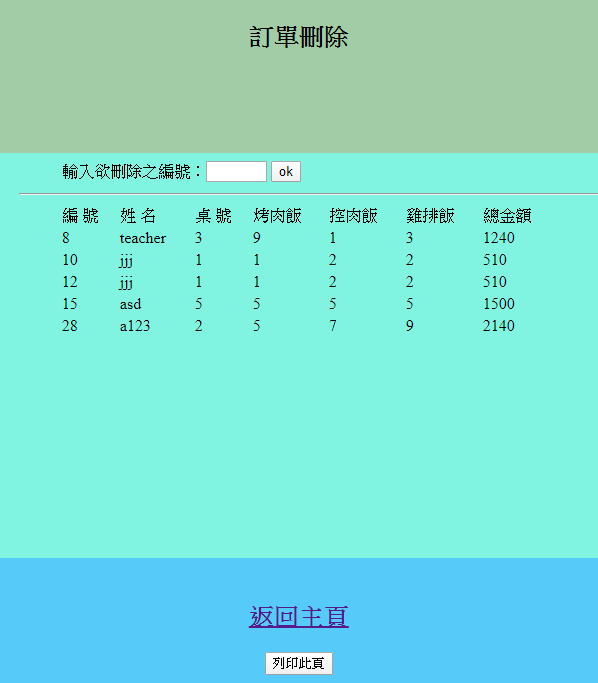 訂單刪除
輸入欲刪除之編號： ok
編 號 姓 名 桌 號 烤肉飯 控肉飯 雞排飯 總金額
8 teacher 3 9 1 3 1240
10 jjj 1 1 2 2 510
12 jjj 1 1 2 2 510
15 asd 5 5 5 5 1500
28 a123 2 5 7 9 2140
返回主頁
列印此頁